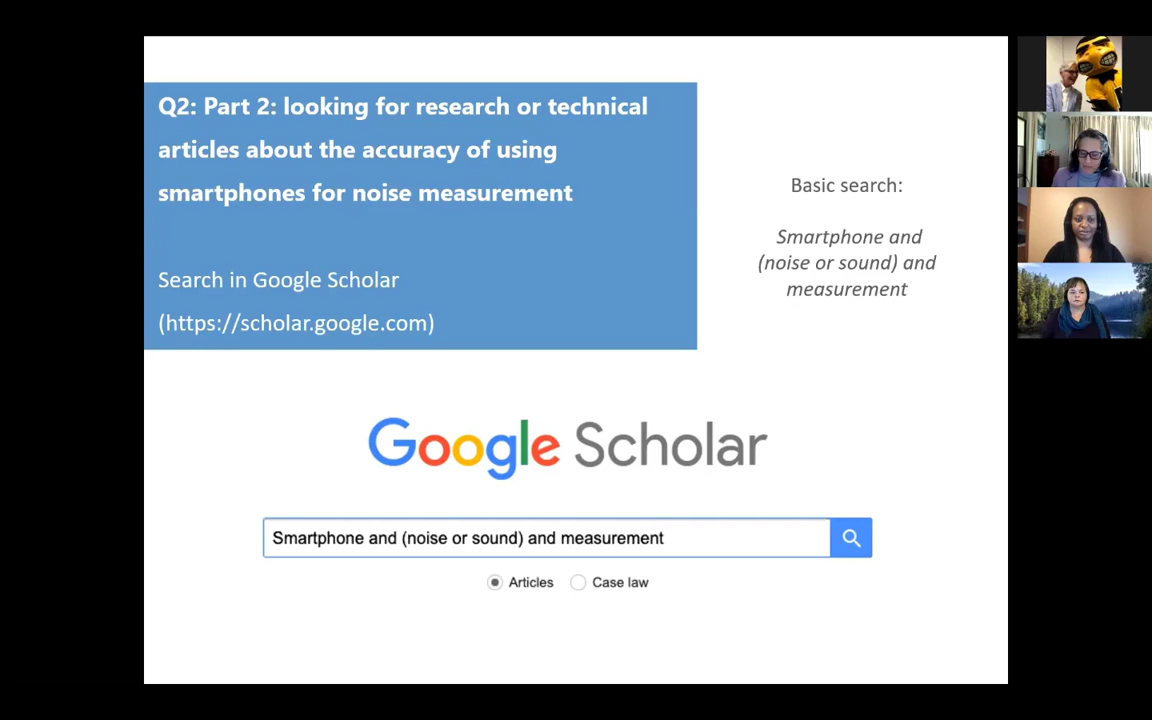 Q2: Part 2: looking for research or technical
articles about the accuracy of using
smartphones for noise measurement
Search in Google Scholar
(https://scholar.google.com)
Basic search:
Smartphone and
(noise or sound) and
measurement
Google Scholar
Smartphone and (noise or sound) and measurement
Articles
Case law